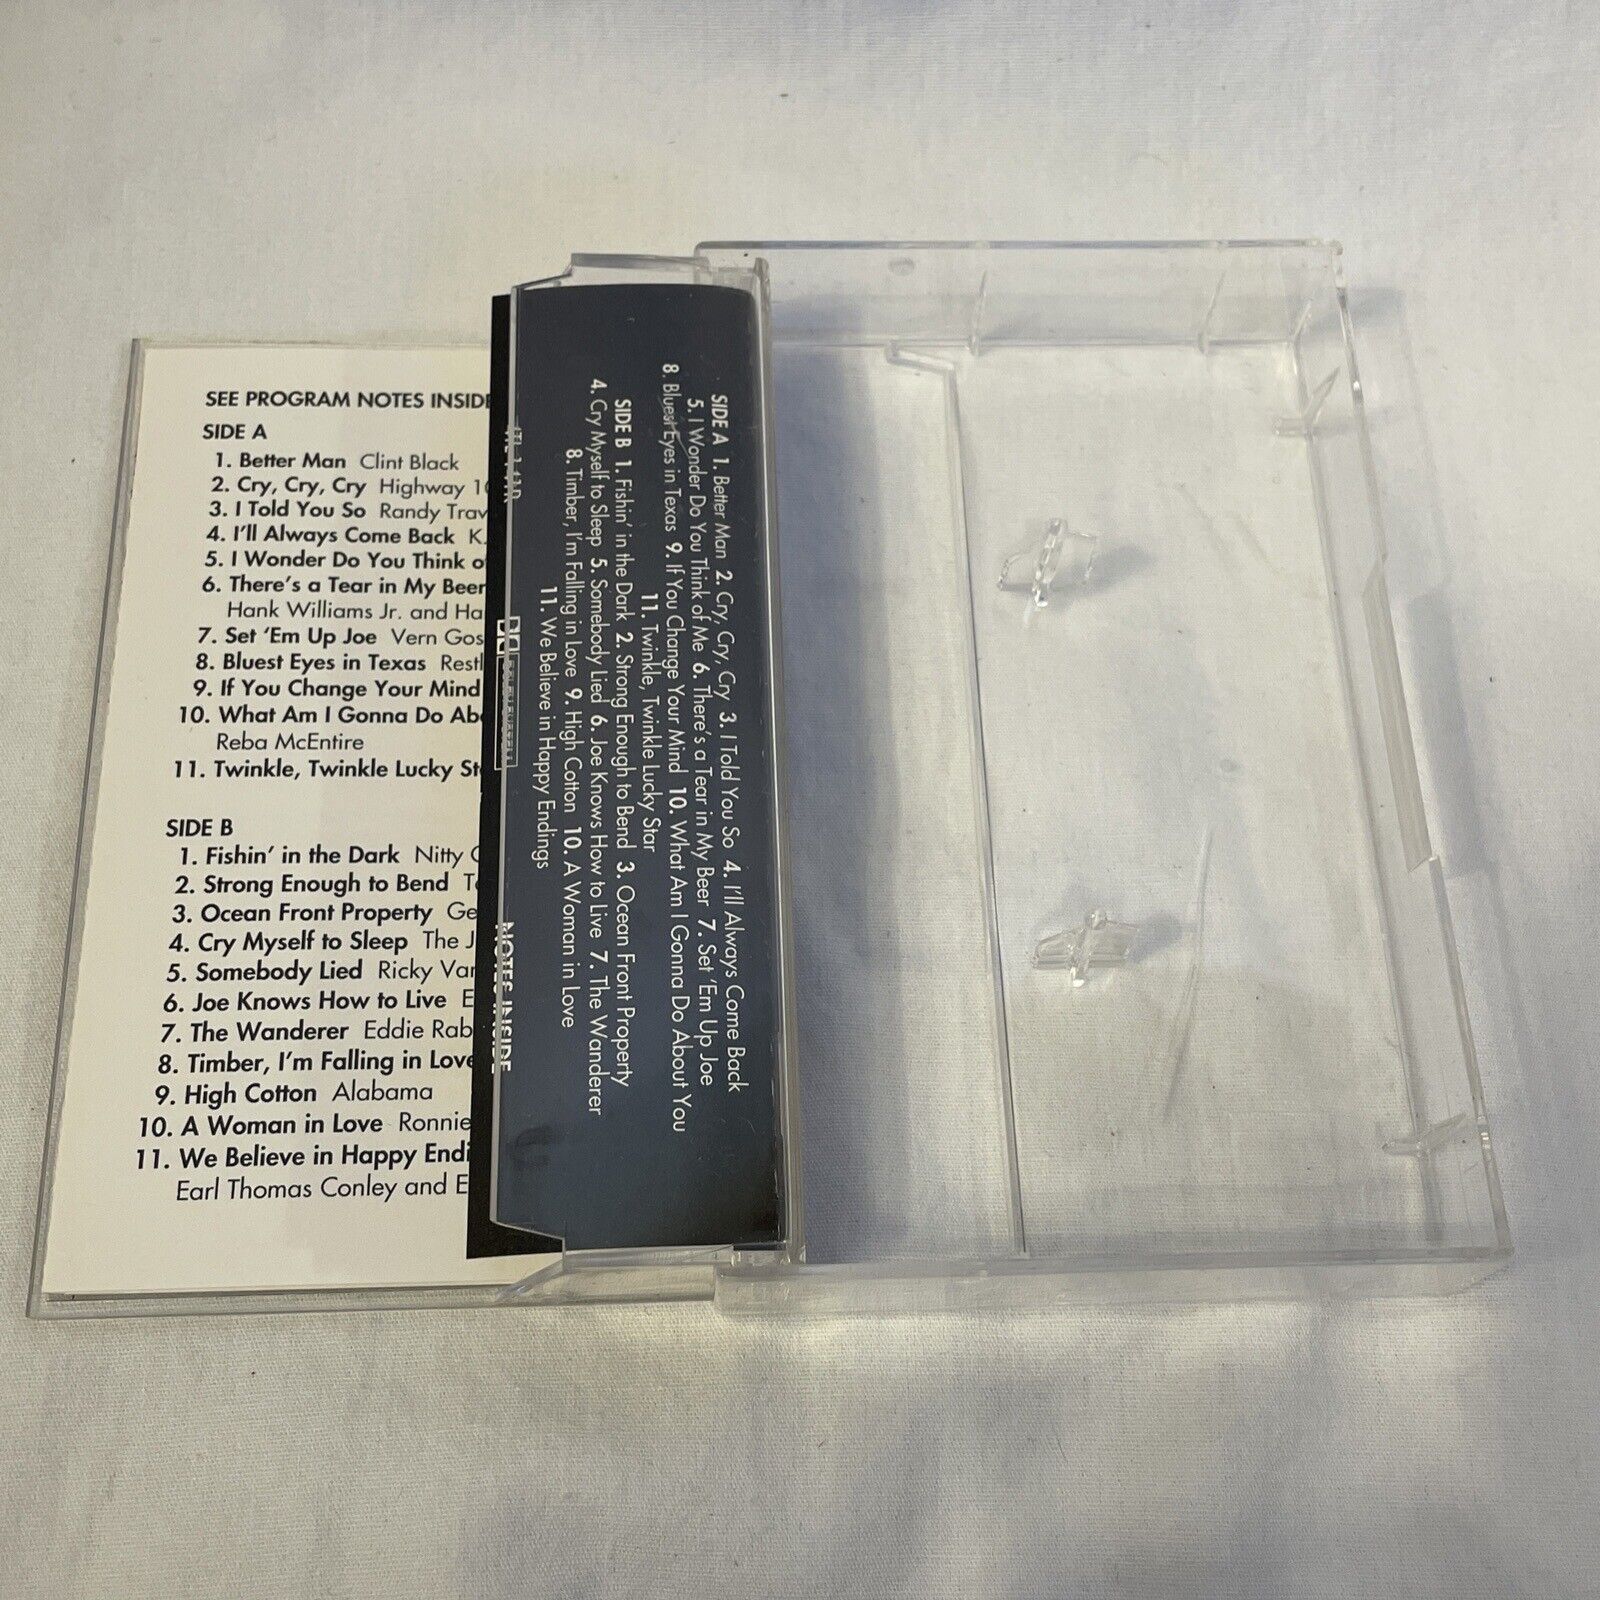 SEE PROGRAM NOTES INSIDE
SIDE A
1. Better Man Clint Black
2. Cry, Cry, Cry Highway 10
3. I Told You So Randy Trav
4. I'll Always Come Back K.
5. I Wonder Do You Think of
6. There's a Tear in My Beer
Hank Williams Jr. and Ha
7. Set 'Em Up Joe Vern Gos
8. Bluest Eyes in Texas Restl
9. If You Change Your Mind
10. What Am I Gonna Do Abo
Reba McEntire
11. Twinkle, Twinkle Lucky St
SIDE B
1. Fishin' in the Dark Nitty
2. Strong Enough to Bend T
3. Ocean Front Property Ge
4. Cry Myself to Sleep The J
5. Somebody Lied Ricky Van
6. Joe Knows How to Live E
7. The Wanderer Eddie Rab
8. Timber, I'm Falling in Love
9. High Cotton Alabama
10. A Woman in Love Ronnie
11. We Believe in Happy Endi
Earl Thomas Conley and E
SIDE A 1. Better Man 2. Cry, Cry, Cry 3. I Told You So 4. I'll Always Come Back
5. I Wonder Do You Think of Me 6. There's a Tear in My Beer 7. Set 'Em Up Joe
8. Bluest Eyes in Texas 9. If You Change Your Mind 10. What Am I Gonna Do About You
11. Twinkle, Twinkle Lucky Star
SIDE B 1. Fishin' in the Dark 2. Strong Enough to Bend 3. Ocean Front Property
4. Cry Myself to Sleep 5. Somebody Lied 6. Joe Knows How to Live 7. The Wanderer
8. Timber, I'm Falling in Love 9. High Cotton 10. A Woman in Love
11. We Believe in Happy Endings
NOTES INSIDE